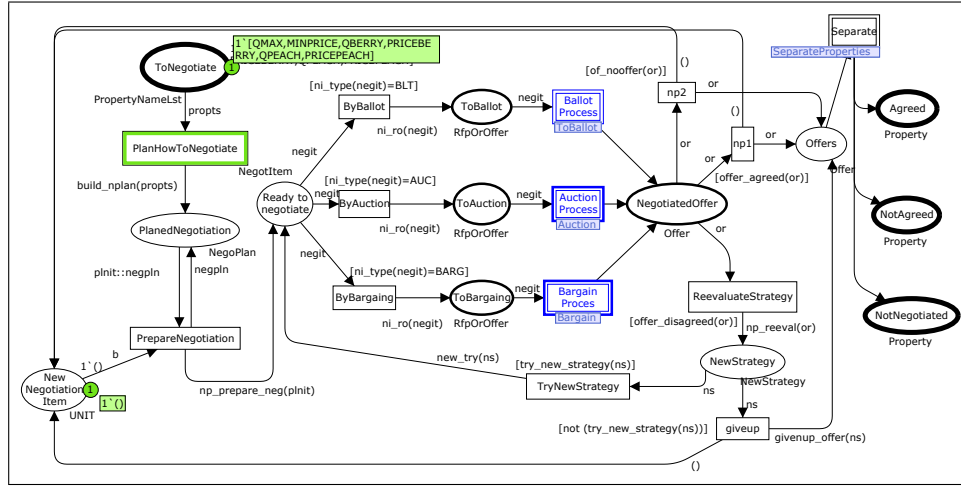 1`[QMAX,MINPRICE,QBERRY,PRICEBE
RRY,QPEACH,PRICEPEACH]
1
ToNegotiate
PropertyNameLst
propts
PlanHowToNegotiate
build_nplan(propts)
PlanedNegotiation
NegoPlan
plnit::negpln
negpln
PrepareNegotiation
b
1`()
New
Negotiation
Item
1
1`()
UNIT
np_prepare_neg(plnit)
NegotItem
Ready to
negotiate
negit
negit
negit
[ni_type(negit)=BLT]
ByBallot
ni_ro(negit)
ToBallot
RfpOrOffer
negit
Ballot
Process
ToBallot
[ni_type(negit)=AUC]
ByAuction
ni_ro(negit)
ToAuction
RfpOrOffer
negit
Auction
Process
Auction
[ni_type(negit)=BARG]
ByBargaing
ni_ro(negit)
ToBargaing
RfpOrOffer
negit
Bargain
Proces
Bargain
NegotiatedOffer
Offer
or
or
or
[of_nooffer(or)]
()
np2
or
()
np1
or
[offer_agreed(or)]
Offers
Offer
Separate
SeparateProperties
Agreed
Property
NotAgreed
Property
NotNegotiated
Property
ReevaluateStrategy
[offer_disagreed(or)]
np_reeval(or)
NewStrategy
NewStrategy
ns
ns
[try_new_strategy(ns)]
TryNewStrategy
new_try(ns)
[not (try_new_strategy(ns))]
giveup
givenup_offer(ns)
()